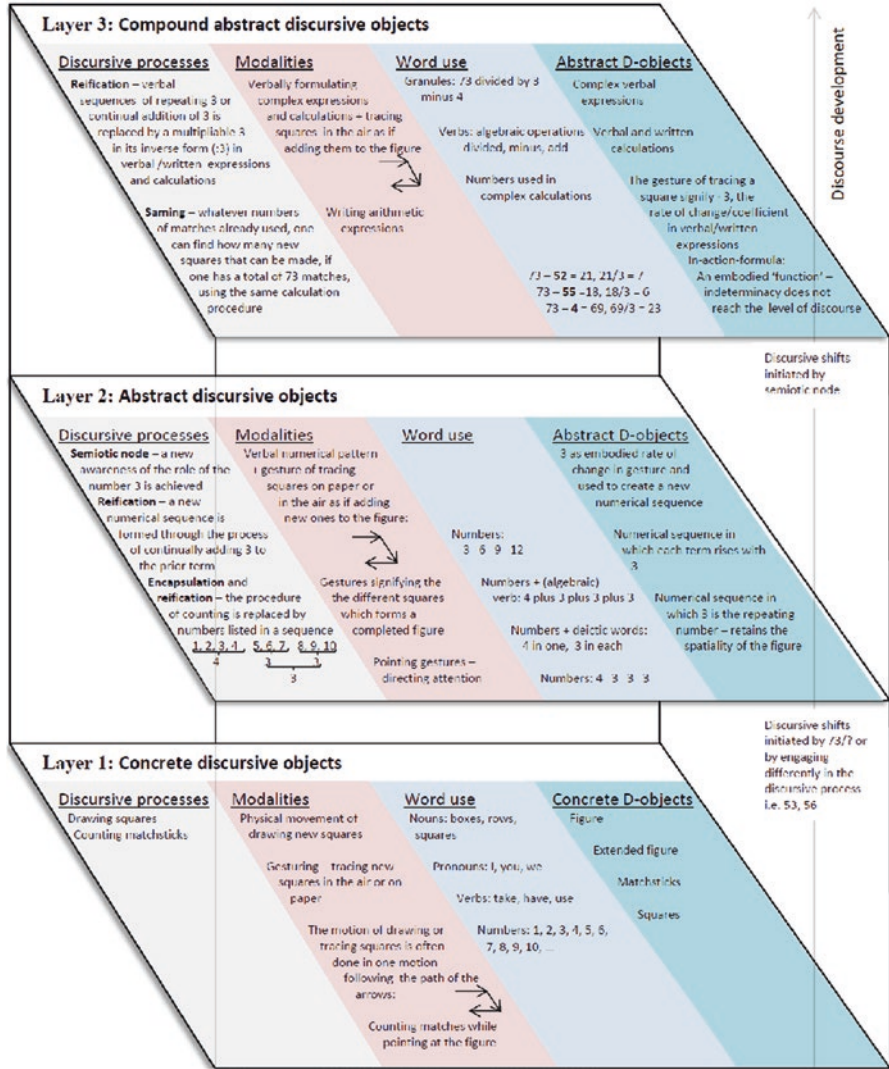 Layer 3: Compound abstract discursive objects
Discursive processes
Reification – verbal
sequences of repeating 3 or
continual addition of 3 is
replaced by a multipliable 3
in its inverse form (:3) in
verbal /written expressions
and calculations
Saming – whatever numbers
of matches already used, one
can find how many new
squares that can be made, if
one has a total of 73 matches,
using the same calculation
procedure
Modalities
Verbally formulating
complex expressions
and calculations + tracing
squares in the air as if
adding them to the figure
Writing arithmetic
expressions
Word use
Granules: 73 divided by 3
minus 4
Verbs: algebraic operations
divided, minus, add
Numbers used in
complex calculations
73 – 52 = 21, 21/3 = 7
73 – 55 =18, 18/3 = 6
73 – 4 = 69, 69/3 = 23
Abstract D-objects
Complex verbal
expressions
Verbal and written
calculations
The gesture of tracing a
square signify · 3, the
rate of change/coefficient
in verbal/written
expressions
In-action-formula:
An embodied 'function' –
indeterminacy does not
reach the level of discourse
Discourse development
Discursive shifts
initiated by
semiotic node
Layer 2: Abstract discursive objects
Discursive processes
Semiotic node – a new
awareness of the role of the
number 3 is achieved
Reification – a new
numerical sequence is
formed through the process
of continually adding 3 to
the prior term
Encapsulation and
reification – the procedure
of counting is replaced by
numbers listed in a sequence
1, 2, 3, 4, 5, 6, 7, 8, 9, 10
4 3 3
3
Modalities
Verbal numerical pattern
+ gesture of tracing
squares on paper or
in the air as if adding
new ones to the figure:
Gestures signifying the
the different squares
which forms a
completed figure
Pointing gestures –
directing attention
Word use
Numbers:
3 6 9 12
Numbers + (algebraic)
verb: 4 plus 3 plus 3 plus 3
Numbers + deictic words:
4 in one, 3 in each
Numbers: 4 3 3 3
Abstract D-objects
3 as embodied rate of
change in gesture and
used to create a new
numerical sequence
Numerical sequence in
which each term rises with
3
Numerical sequence in
which 3 is the repeating
number – retains the
spatiality of the figure
Discursive shifts
initiated by 73/? or
by engaging
differently in the
discursive process
i.e. 53, 56
Layer 1: Concrete discursive objects
Discursive processes
Drawing squares
Counting matchsticks
Modalities
Physical movement of
drawing new squares
Gesturing tracing new
squares in the air or on
paper
The motion of drawing or
tracing squares is often
done in one motion
following the path of the
arrows:
Counting matches while
pointing at the figure
Word use
Nouns: boxes, rows,
squares
Pronouns: I, you, we
Verbs: take, have, use
Numbers: 1, 2, 3, 4, 5, 6,
7, 8, 9, 10, ...
Concrete D-objects
Figure
Extended figure
Matchsticks
Squares